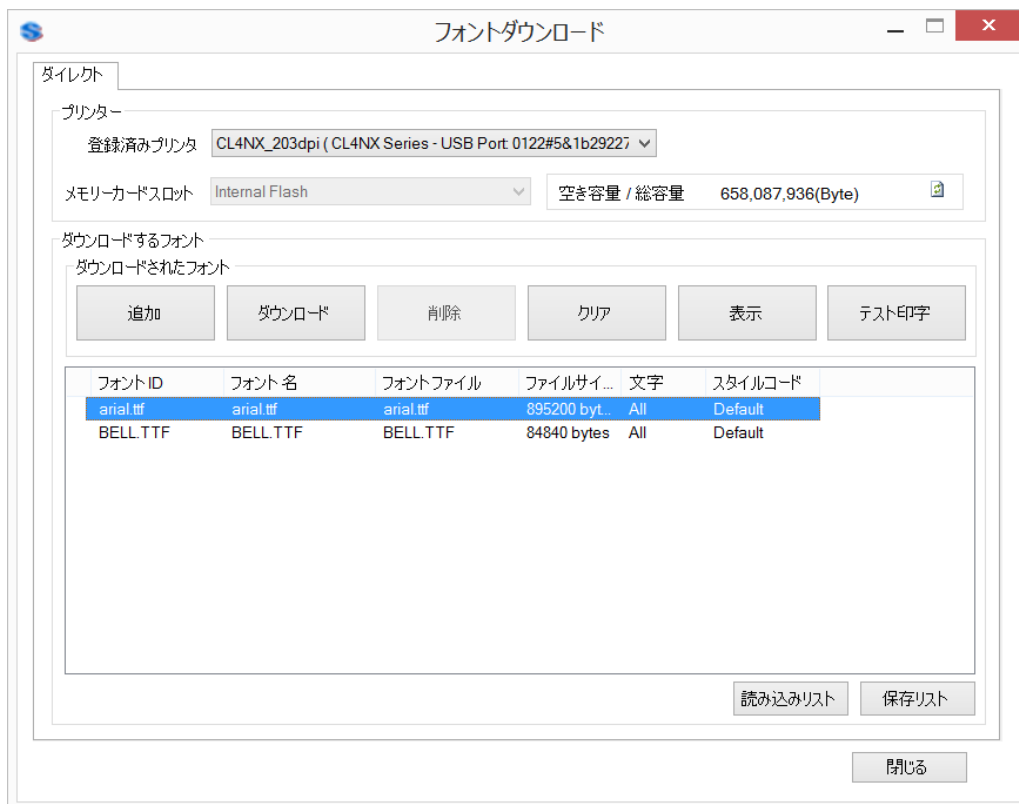 フォントダウンロード
ダイレクト
プリンター
登録済みプリンタ CL4NX_203dpi ( CL4NX Series - USB Port: 0122#5&1b29227
メモリーカードスロット Internal Flash 空き容量 / 総容量 658,087,936(Byte)
ダウンロードするフォント
ダウンロードされたフォント
追加 ダウンロード 削除 クリア 表示 テスト印字
フォント ID フォント 名 フォントファイル ファイルサイ... 文字 スタイルコード
arial.ttf arial.ttf arial.ttf 895200 byt... All Default
BELL.TTF BELL.TTF BELL.TTF 84840 bytes All Default
読み込みリスト 保存リスト
閉じる